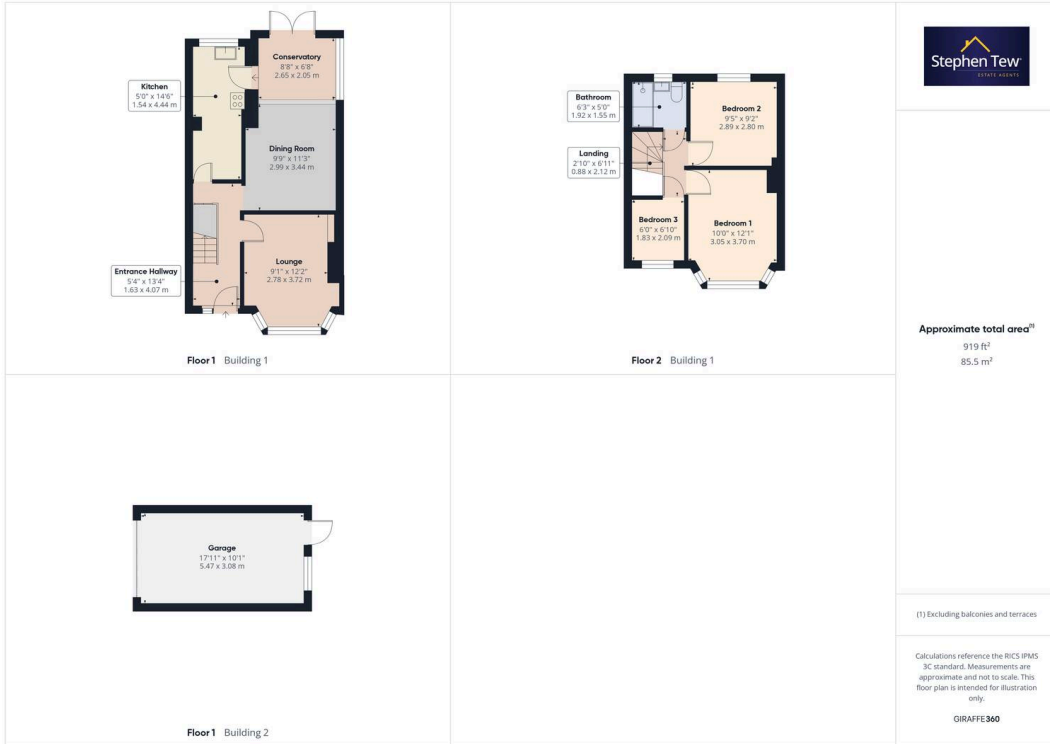 Conservatory
8'8" x 6'8"
2.65 x 2.05 m
Kitchen
5'0" x 14'6"
1.54 x 4.44 m
Dining Room
9'9" x 11'3"
2.99 x 3.44 m
Lounge
9'1" x 12'2"
2.78 x 3.72 m
Entrance Hallway
5'4" x 13'4"
1.63 x 4.07 m
Floor 1 Building 1
Bathroom
6'3" x 5'0"
1.92 x 1.55 m
Bedroom 2
9'5" x 9'2"
2.89 x 2.80 m
Landing
2'10" x 6'11"
0.88 x 2.12 m
Bedroom 3
6'0" x 6'10"
1.83 x 2.09 m
Bedroom 1
10'0" x 12'1"
3.05 x 3.70 m
Floor 2 Building 1
Garage
17'11" x 10'1"
5.47 x 3.08 m
Floor 1 Building 2
Stephen Tew
ESTATE AGENTS
Approximate total area(1)
919 ft²
85.5 m²
(1) Excluding balconies and terraces
Calculations reference the RICS IPMS
3C standard. Measurements are
approximate and not to scale. This
floor plan is intended for illustration
only.
GIRAFFE360